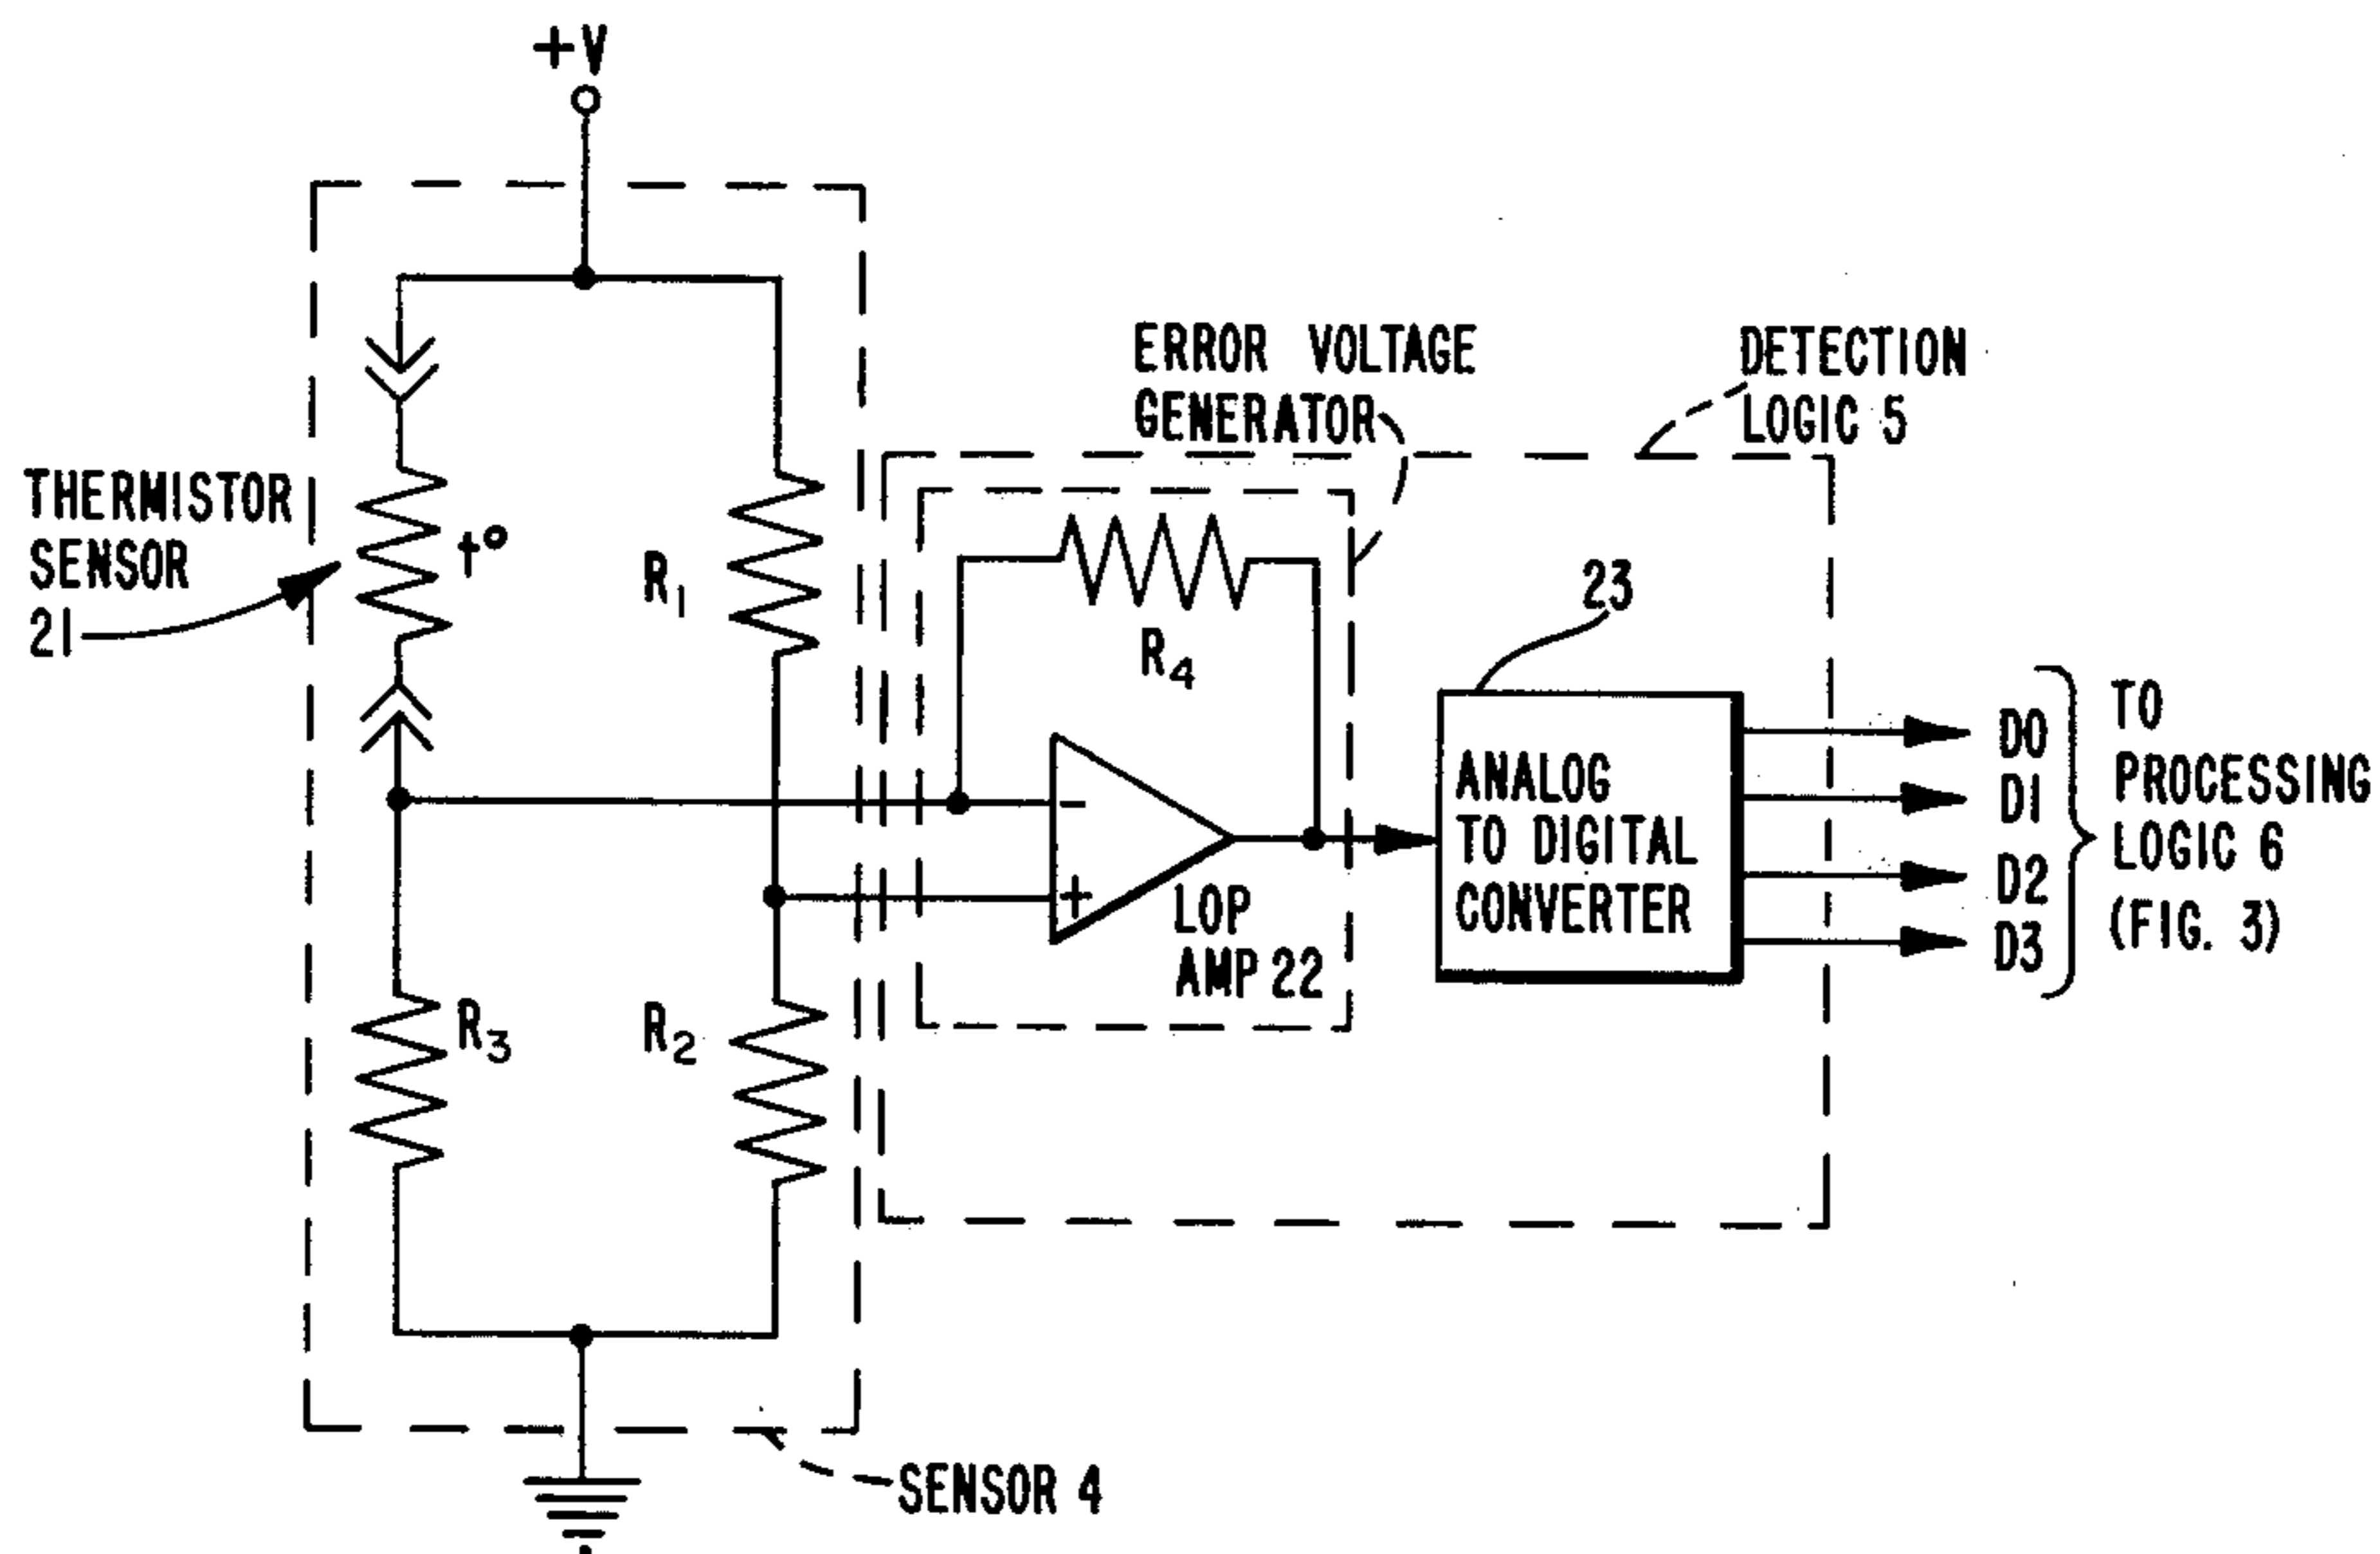 +V
ERROR VOLTAGE
GENERATOR
DETECTION
LOGIC 5
THERMISTOR
SENSOR
21
t°
R1
R4
23
ANALOG
TO DIGITAL
CONVERTER
D0
D1
D2
D3
TO
PROCESSING
LOGIC 6
(FIG. 3)
-
+
LOP
AMP 22
R3
R2
SENSOR 4